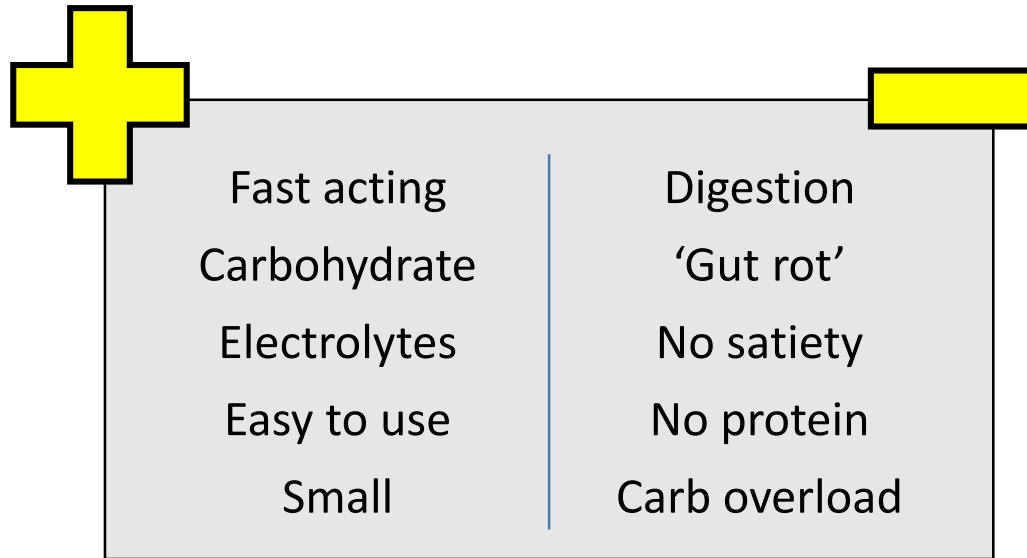 Fast acting
Carbohydrate
Electrolytes
Easy to use
Small
Digestion
‘Gut rot’
No satiety
No protein
Carb overload